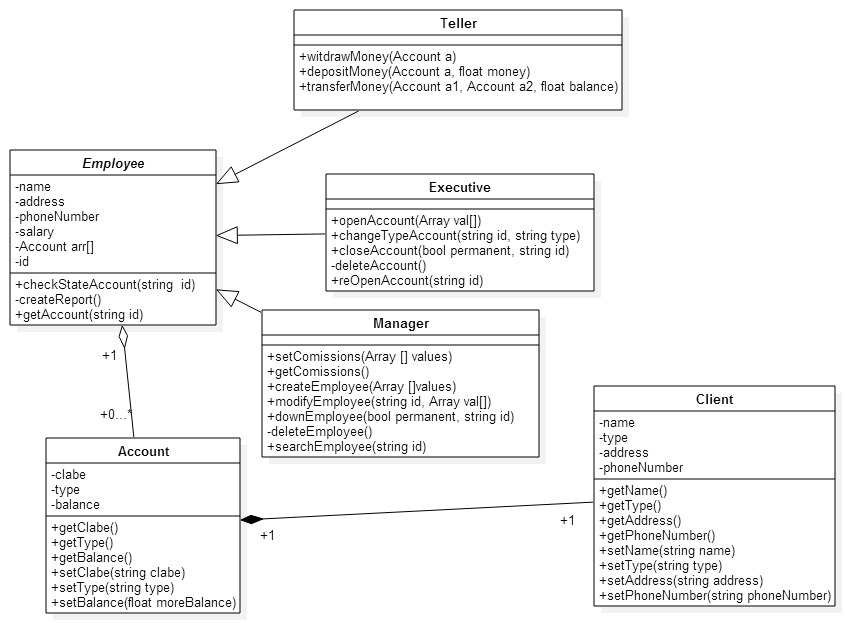 Teller
+witdrawMoney(Account a)
+depositMoney(Account a, float money)
+transferMoney(Account a1, Account a2, float balance)
Employee
-name
-address
-phoneNumber
-salary
-Account arr[]
-id
+checkStateAccount(string  id)
-createReport()
+getAccount(string id)
Executive
+openAccount(Array val[])
+changeTypeAccount(string id, string type)
+closeAccount(bool permanent, string id)
-deleteAccount()
+reOpenAccount(string id)
Manager
+setComissions(Array [] values)
+getComissions()
+createEmployee(Array []values)
+modifyEmployee(string id, Array val[])
+downEmployee(bool permanent, string id)
-deleteEmployee()
+searchEmployee(string id)
+1
+0...*
Account
-clabe
-type
-balance
+getClabe()
+getType()
+getBalance()
+setClabe(string clabe)
+setType(string type)
+setBalance(float moreBalance)
+1
+1
Client
-name
-type
-address
-phoneNumber
+getName()
+getType()
+getAddress()
+getPhoneNumber()
+setName(string name)
+setType(string type)
+setAddress(string address)
+setPhoneNumber(string phoneNumber)